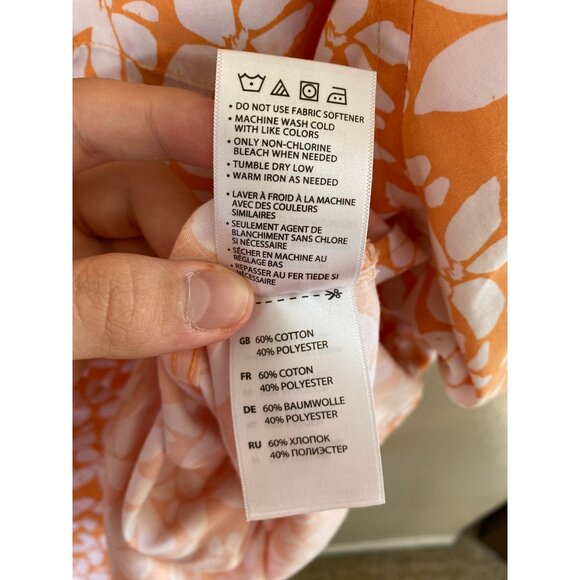 • DO NOT USE FABRIC SOFTENER
• MACHINE WASH COLD
WITH LIKE COLORS
• ONLY NON-CHLORINE
BLEACH WHEN NEEDED
• TUMBLE DRY LOW
• WARM IRON AS NEEDED
• LAVER À FROID À LA MACHINE
AVEC DES COULEURS
SIMILAIRES
• SEULEMENT AGENT DE
BLANCHIMENT SANS CHLORE
SI NÉCESSAIRE
• SÉCHER EN MACHINE AU
RÉGLAGE BAS
• REPASSER AU FER TIEDE SI
NÉCESSAIRE
GB 60% COTTON
40% POLYESTER
FR 60% COTON
40% POLYESTER
DE 60% BAUMWOLLE
40% POLYESTER
RU 60% ХЛОПОК
40% ПОЛИЭСТЕР